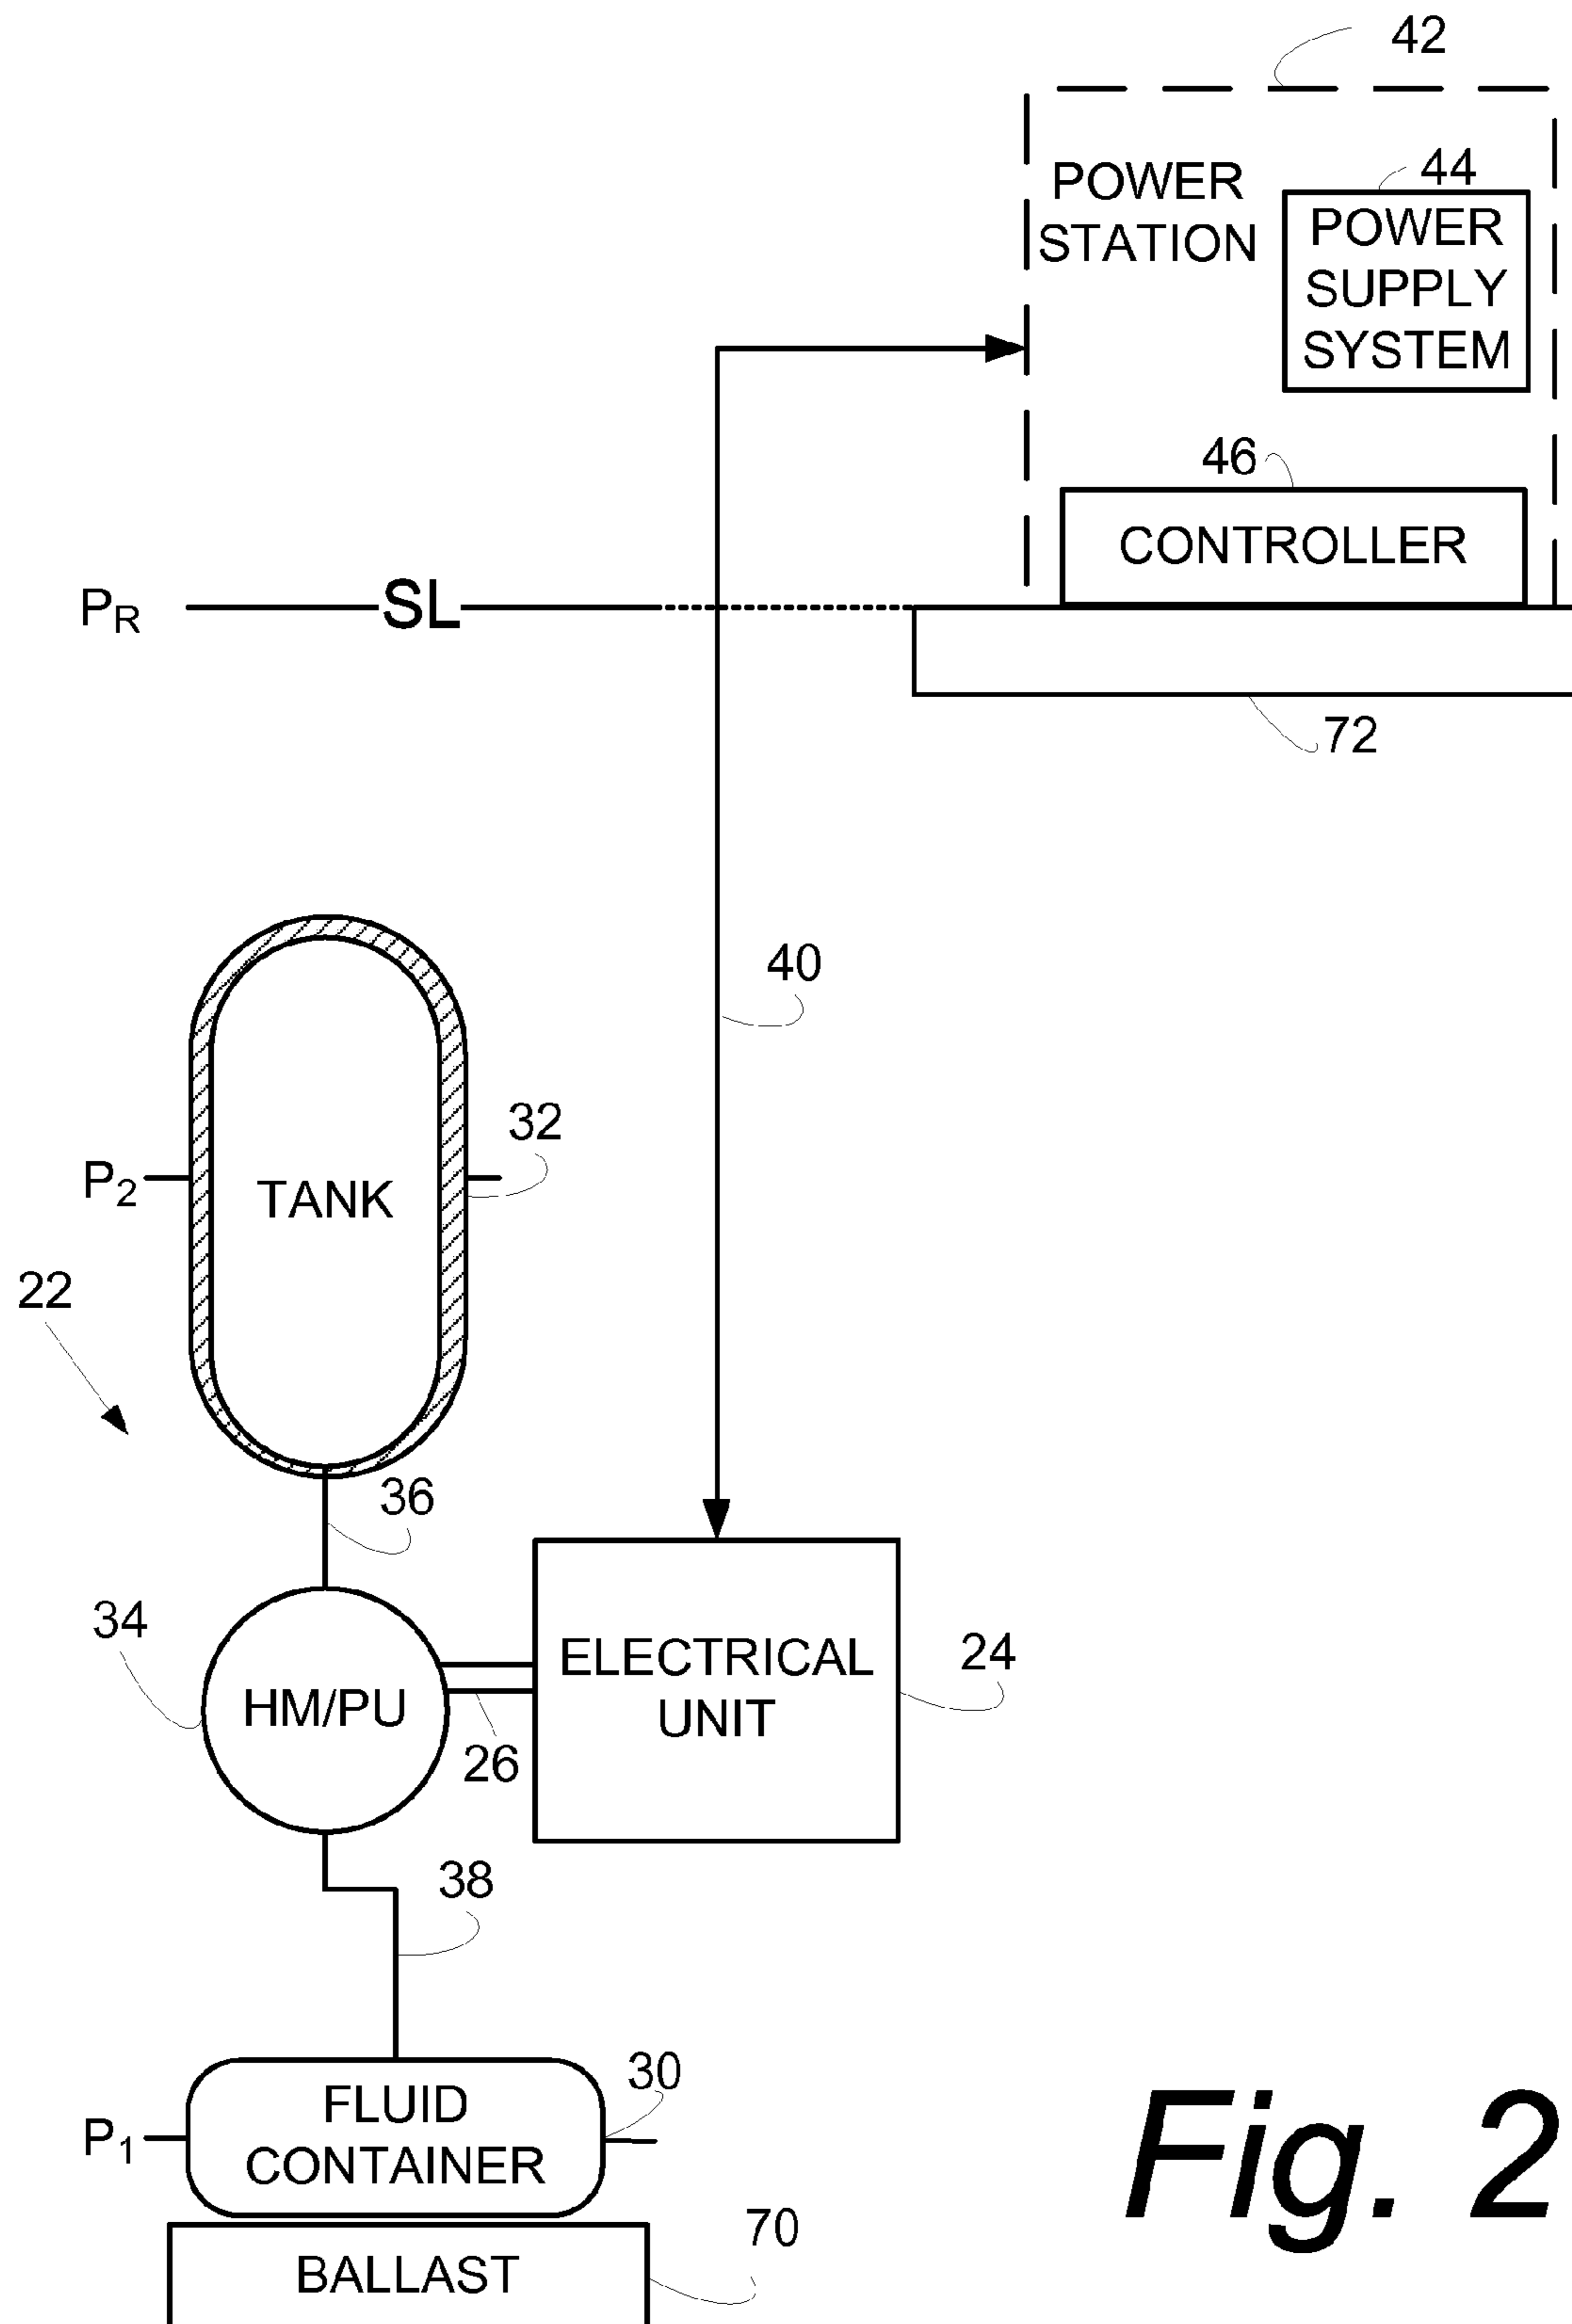 42
44
POWER
STATION
POWER
SUPPLY
SYSTEM
46
CONTROLLER
PR
SL
72
40
32
P2
TANK
22
36
34
HM/PU
26
ELECTRICAL
UNIT
24
38
30
P1
FLUID
CONTAINER
70
BALLAST
Fig. 2